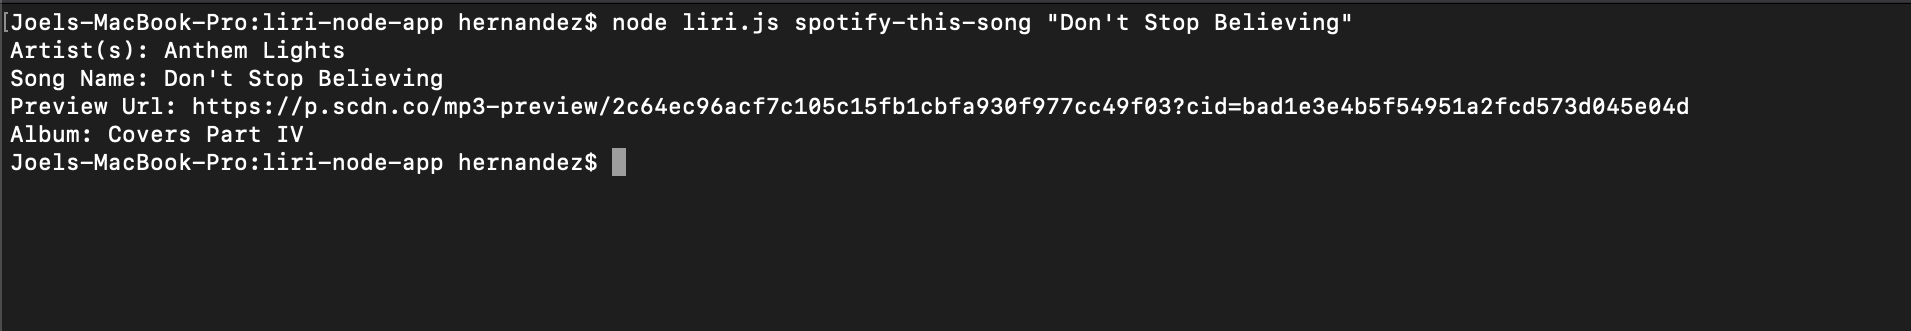 [Joels-MacBook-Pro:liri-node-app hernandez$ node liri.js spotify-this-song "Don't Stop Believing"
Artist(s): Anthem Lights
Song Name: Don't Stop Believing
Preview Url: https://p.scdn.co/mp3-preview/2c64ec96acf7c105c15fb1cbfa930f977cc49f03?cid=bad1e3e4b5f54951a2fcd573d045e04d
Album: Covers Part IV
Joels-MacBook-Pro:liri-node-app hernandez$